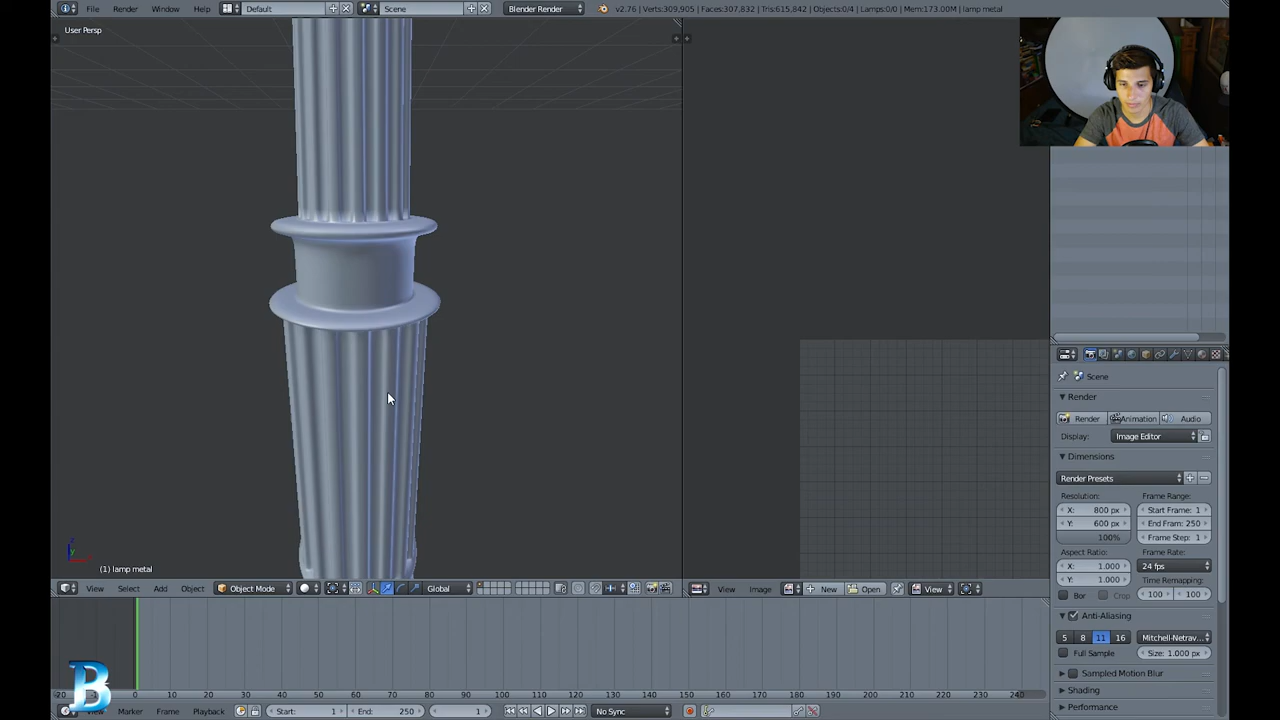 File Render Window Help Default Scene Blender Render v2.76 | Verts:309,905 | Faces:307,832 | Tris:615,842 | Objects:0/4 | Lamps:0/0 | Mem:173.00M | lamp metal
User Persp
Scene
Render
Render Animation Audio
Display: Image Editor
Dimensions
Render Presets
Resolution: Frame Range:
X: 800 px Start Frame: 1
Y: 600 px End Fram: 250
100% Frame Step: 1
Aspect Ratio: Frame Rate:
X: 1.000 24 fps
Y: 1.000 Time Remapping:
Bor Crop 100 100
Anti-Aliasing
5 8 11 16 Mitchell-Netrav...
Full Sample Size: 1.000 px
Sampled Motion Blur
Shading
Performance
z
y
(1) lamp metal
View Select Add Object Object Mode Global View Image New Open View
-20 0 10 20 30 40 50 60 70 80 90 100 110 120 130 140 150 160 170 180 190 200 210 220 230 240
B
Marker Frame Playback Start: 1 End: 250 1 No Sync